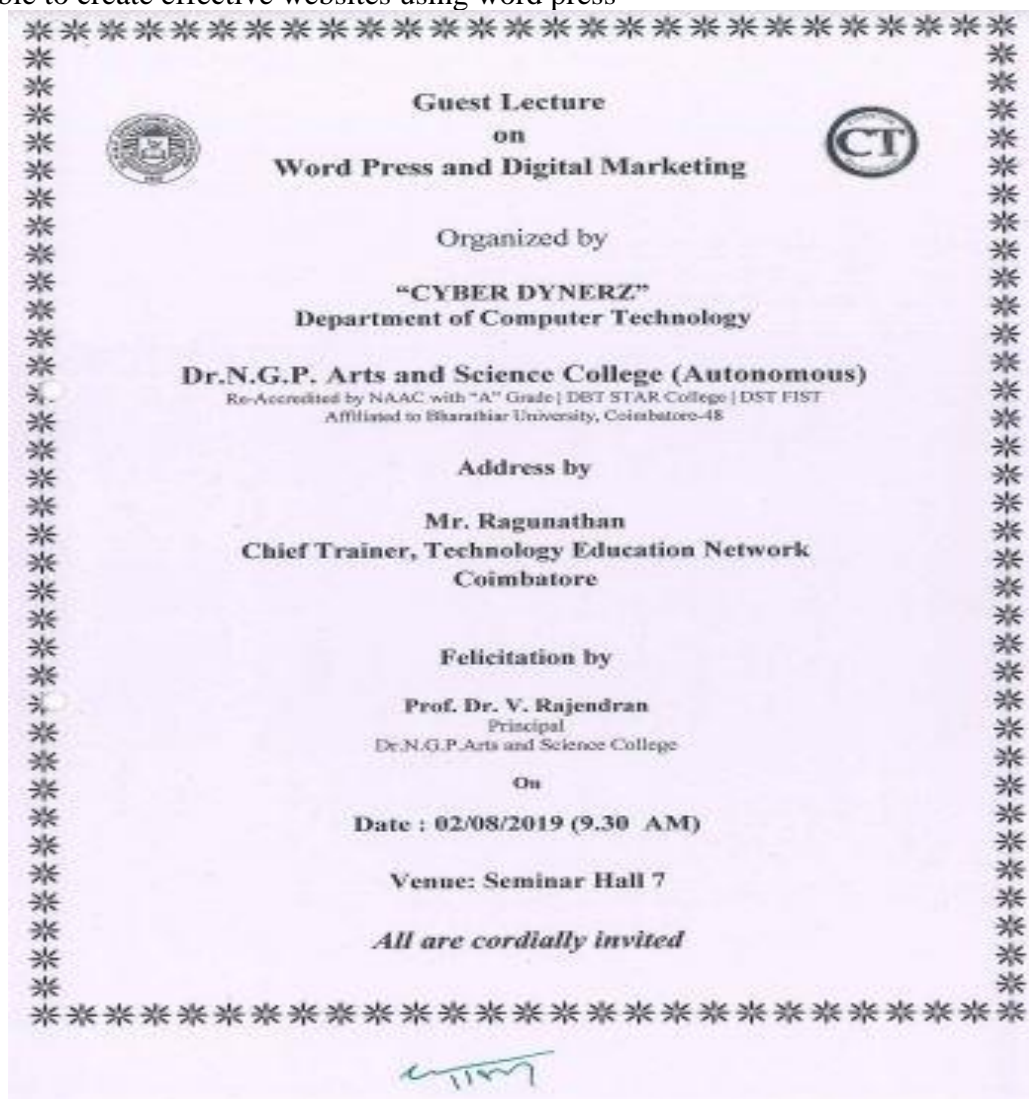 ble to create effective websites using word press
Guest Lecture
on
Word Press and Digital Marketing
CT
Organized by
“CYBER DYNERZ”
Department of Computer Technology
Dr.N.G.P. Arts and Science College (Autonomous)
Re-Accredited by NAAC with “A” Grade | DBT STAR College | DST FIST
Affiliated to Bharathiar University, Coimbatore-48
Address by
Mr. Ragunathan
Chief Trainer, Technology Education Network
Coimbatore
Felicitation by
Prof. Dr. V. Rajendran
Principal
Dr.N.G.P.Arts and Science College
On
Date : 02/08/2019 (9.30 AM)
Venue: Seminar Hall 7
All are cordially invited